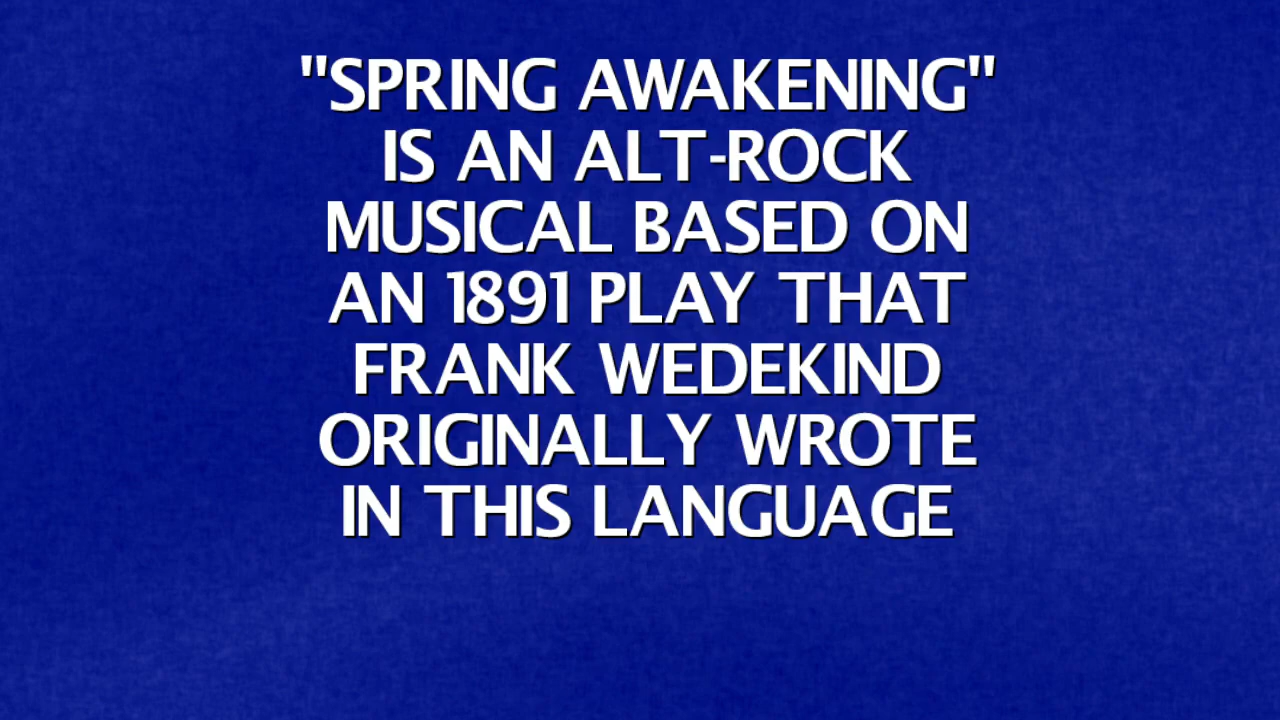 "SPRING AWAKENING"
IS AN ALT-ROCK
MUSICAL BASED ON
AN 1891 PLAY THAT
FRANK WEDEKIND
ORIGINALLY WROTE
IN THIS LANGUAGE